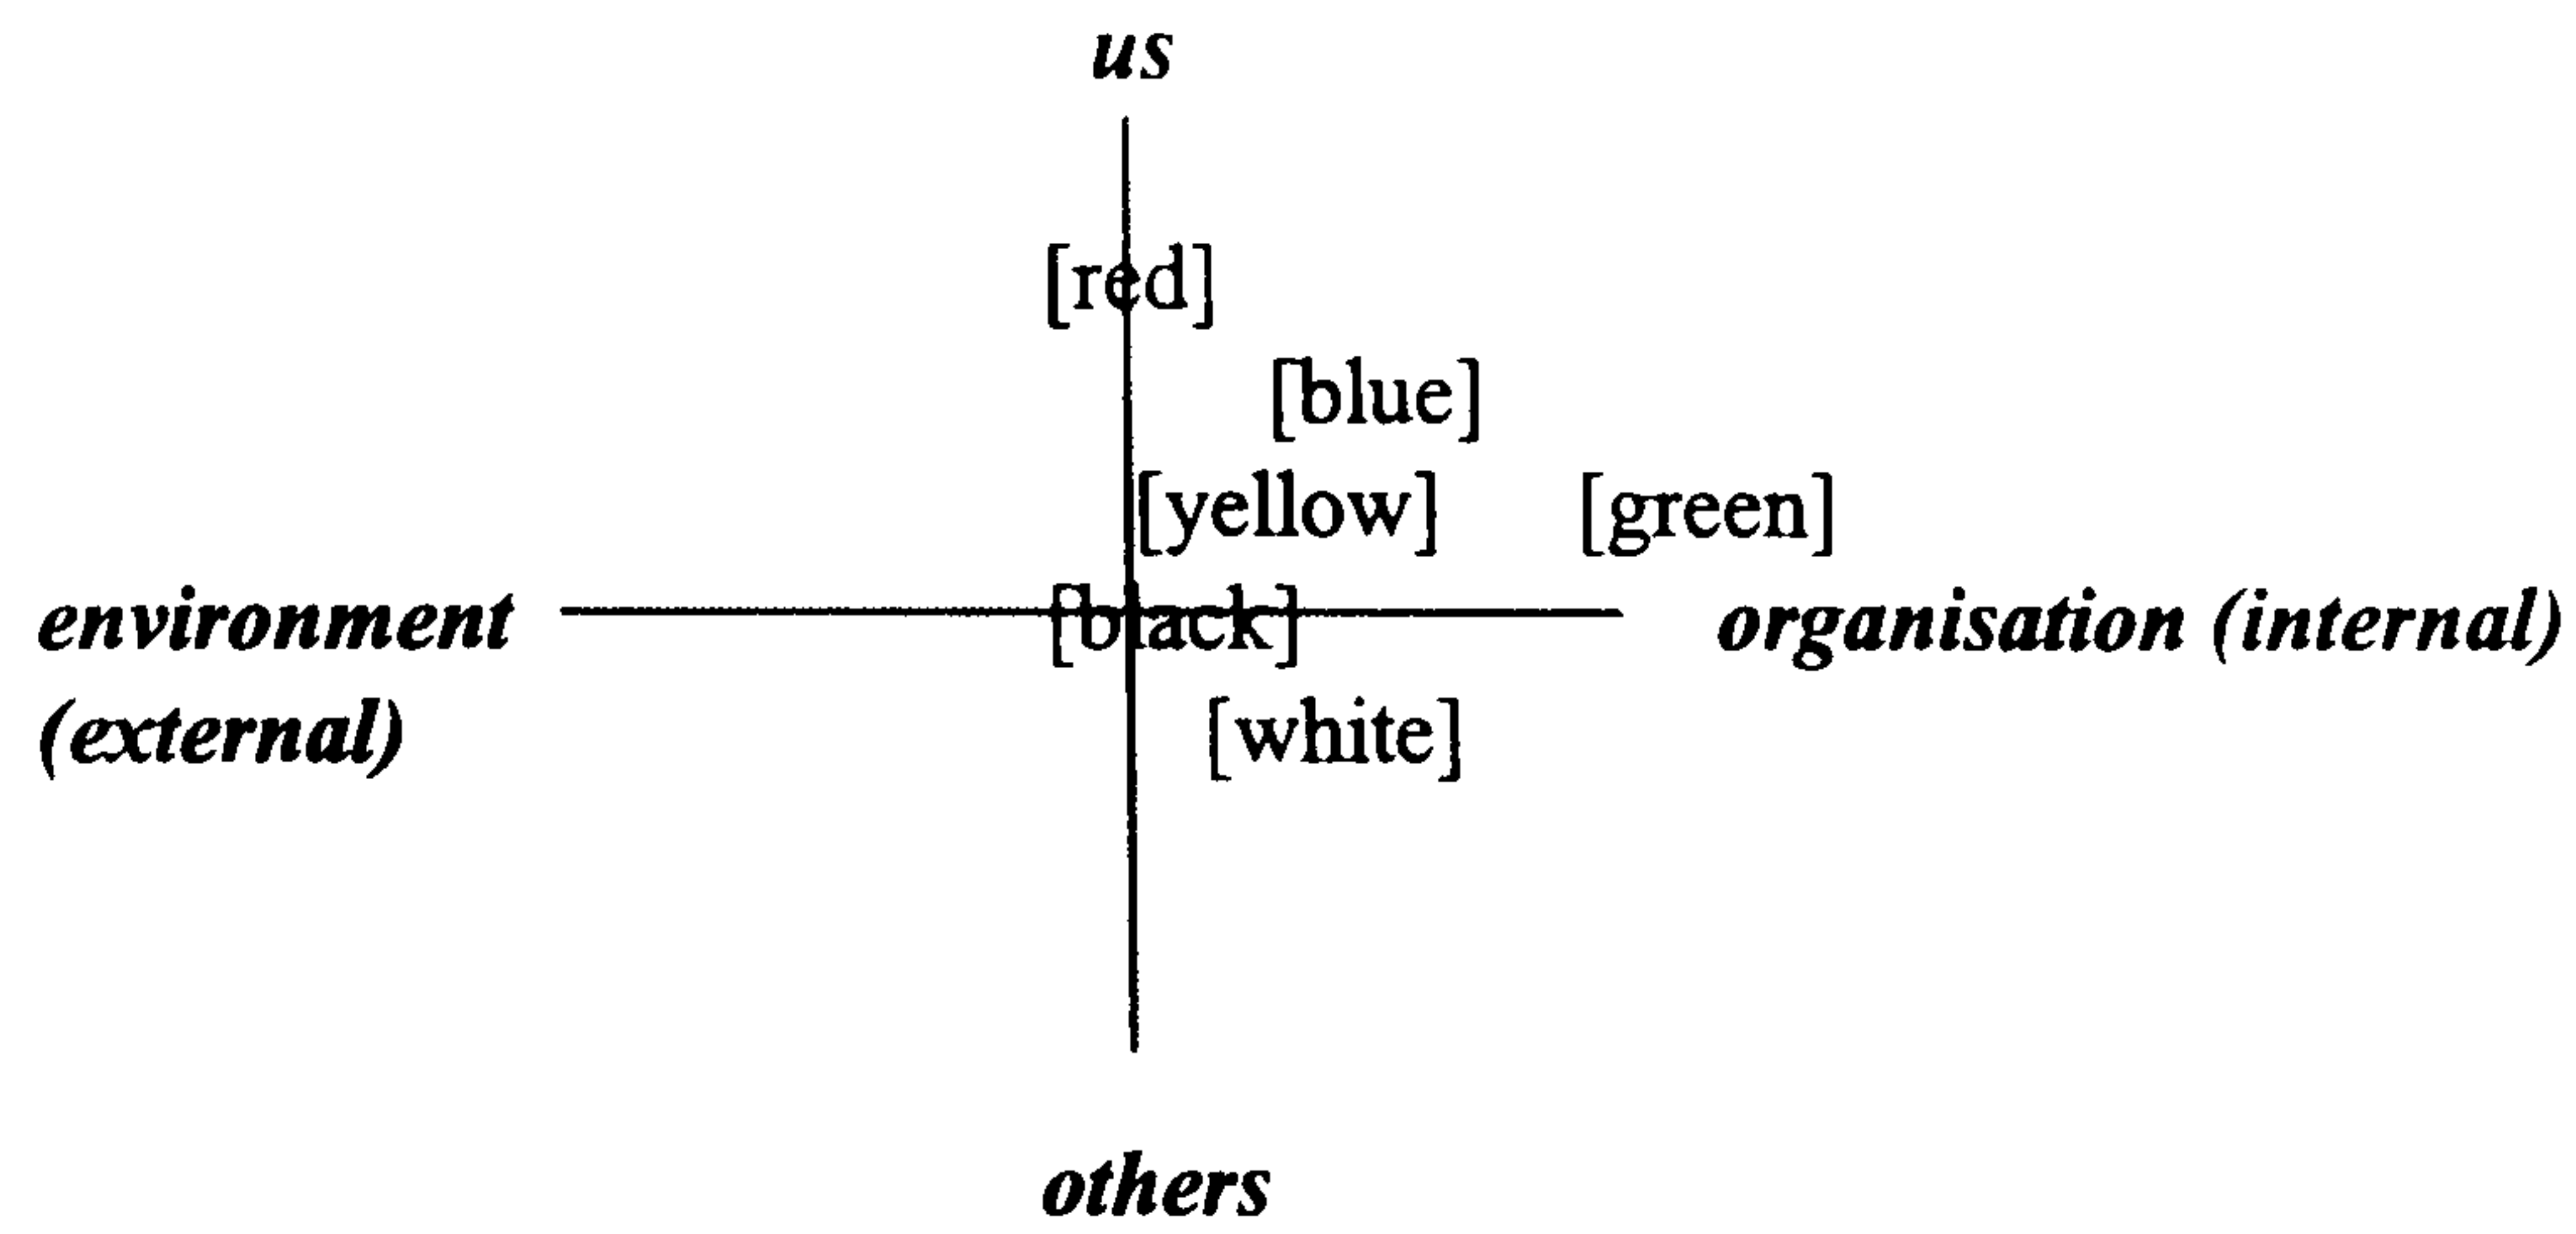 us
[red]
[blue]
[yellow] [green]
environment [black] organisation (internal)
(external) [white]
others